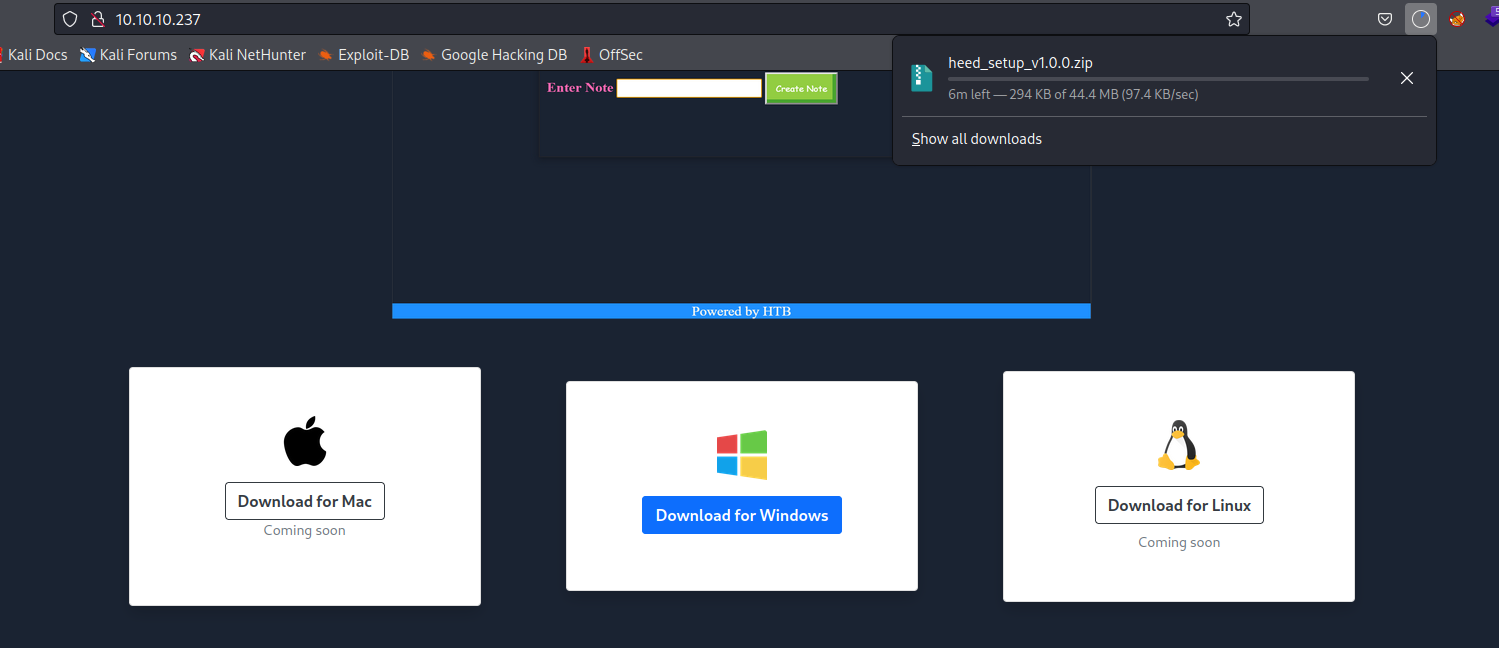 10.10.10.237
Kali Docs Kali Forums Kali NetHunter Exploit-DB Google Hacking DB OffSec
heed_setup_v1.0.0.zip
6m left — 294 KB of 44.4 MB (97.4 KB/sec)
Show all downloads
Enter Note Create Note
Powered by HTB
Download for Mac
Coming soon
Download for Windows
Download for Linux
Coming soon